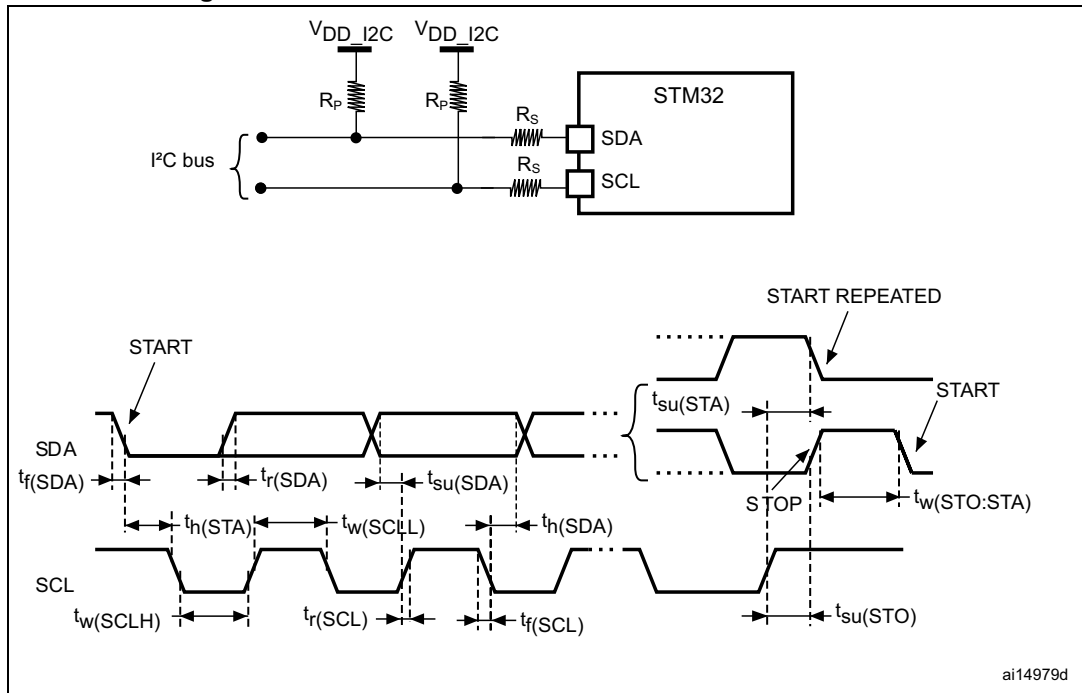 VDD_I2C VDD_I2C
STM32
RP RP
RS SDA
I²C bus
RS SCL
START REPEATED
START
START
tsu(STA)
SDA
tf(SDA) tr(SDA) tsu(SDA)
STOP tw(STO:STA)
th(STA) tw(SCLL) th(SDA)
SCL
tw(SCLH) tr(SCL) tf(SCL) tsu(STO)
ai14979d